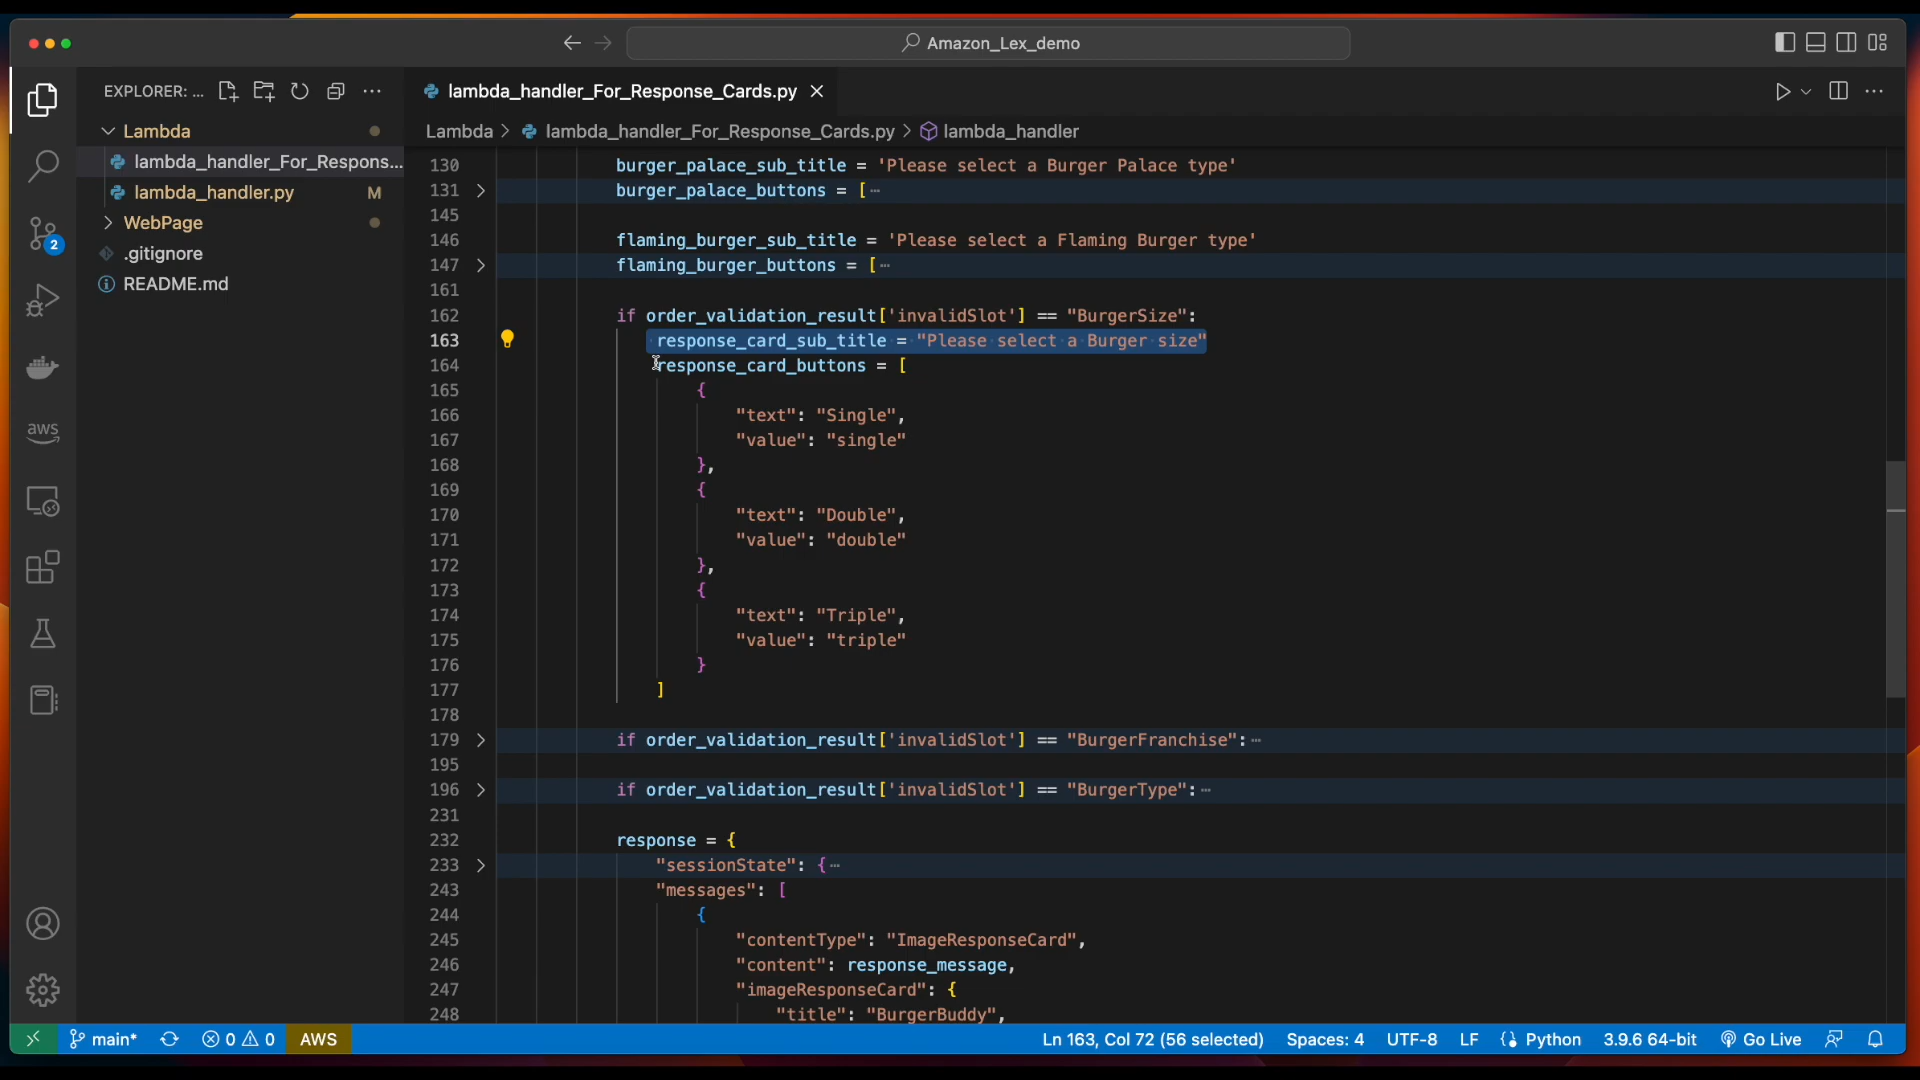 Amazon_Lex_demo
EXPLORER: ...
lambda_handler_For_Response_Cards.py
Lambda
Lambda > lambda_handler_For_Response_Cards.py > lambda_handler
lambda_handler_For_Respons...
lambda_handler.py M
WebPage
.gitignore
README.md
2
aws
130 burger_palace_sub_title = 'Please select a Burger Palace type'
131 burger_palace_buttons = [⋯
145
146 flaming_burger_sub_title = 'Please select a Flaming Burger type'
147 flaming_burger_buttons = [⋯
161
162 if order_validation_result['invalidSlot'] == "BurgerSize":
163 response_card_sub_title = "Please select a Burger size"
164 response_card_buttons = [
165 {
166 "text": "Single",
167 "value": "single"
168 },
169 {
170 "text": "Double",
171 "value": "double"
172 },
173 {
174 "text": "Triple",
175 "value": "triple"
176 }
177 ]
178
179 if order_validation_result['invalidSlot'] == "BurgerFranchise":⋯
195
196 if order_validation_result['invalidSlot'] == "BurgerType":⋯
231
232 response = {
233 "sessionState": {⋯
243 "messages": [
244 {
245 "contentType": "ImageResponseCard",
246 "content": response_message,
247 "imageResponseCard": {
248 "title": "BurgerBuddy",
main* 0 0 AWS Ln 163, Col 72 (56 selected) Spaces: 4 UTF-8 LF Python 3.9.6 64-bit Go Live